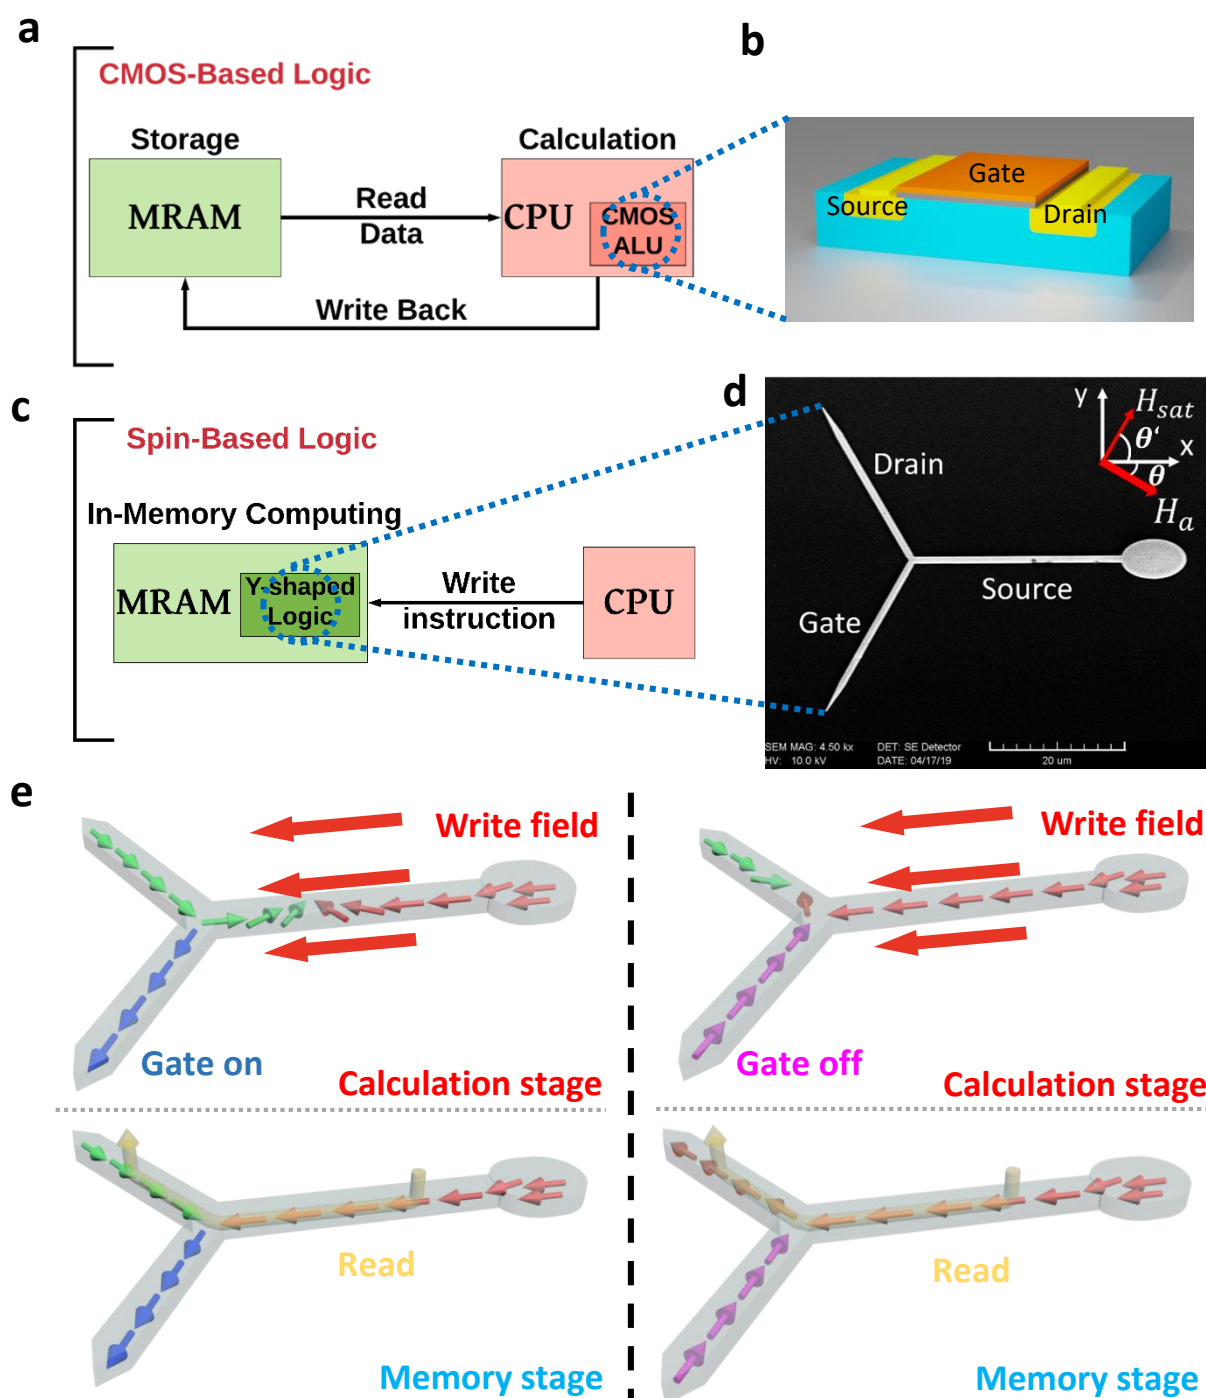 a
CMOS-Based Logic
Storage
MRAM
Read
Data
Calculation
CPU
CMOS
ALU
Write Back
b
Gate
Source
Drain
c
Spin-Based Logic
In-Memory Computing
MRAM
Y-shaped
Logic
Write
instruction
CPU
d
y
H_sat
θ'
x
θ
H_a
Drain
Source
Gate
SEM MAG: 4.50 kx DET: SE Detector
HV: 10.0 kV DATE: 04/17/19 20 um
e
Write field
Gate on
Calculation stage
Write field
Gate off
Calculation stage
Read
Memory stage
Read
Memory stage